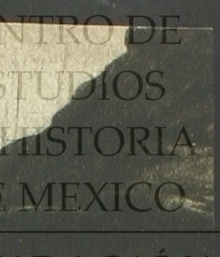 NTRO DE
STUDIOS
HISTORIA
E MEXICO